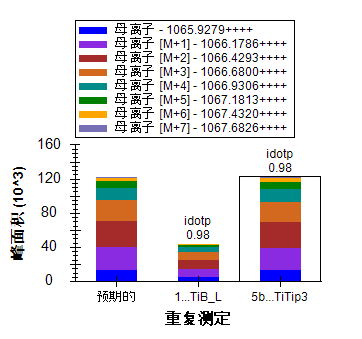 母离子 - 1065.9279++++
母离子 [M+1] - 1066.1786++++
母离子 [M+2] - 1066.4293++++
母离子 [M+3] - 1066.6800++++
母离子 [M+4] - 1066.9306++++
母离子 [M+5] - 1067.1813++++
母离子 [M+6] - 1067.4320++++
母离子 [M+7] - 1067.6826++++
峰面积 (10^3)
160
120
80
40
0
idotp
0.98
idotp
0.98
预期的
1...TiB_L
5b...TiTip3
重复测定